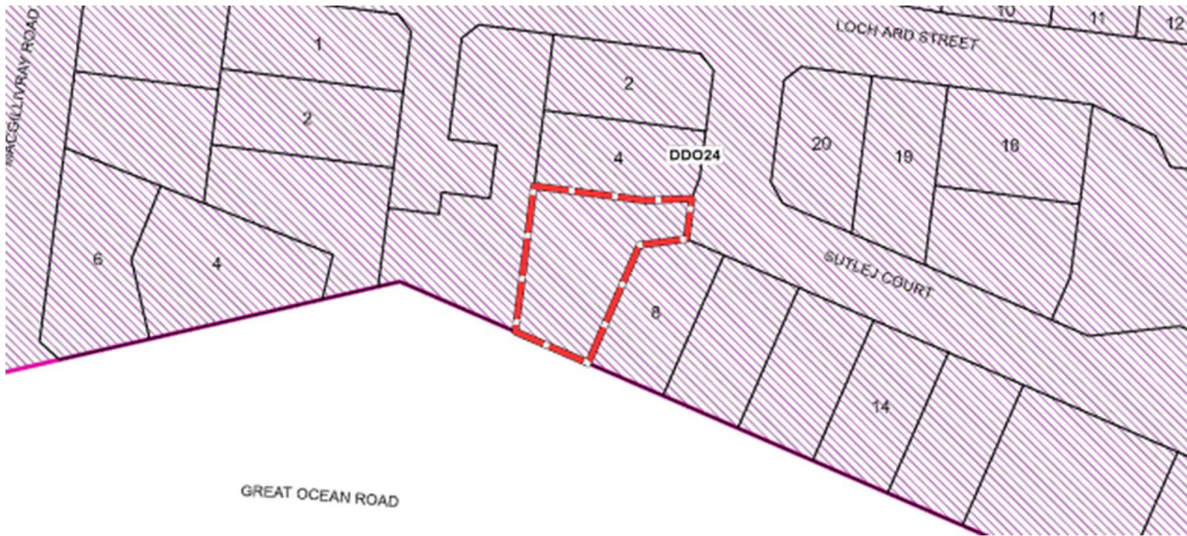 10
11
12
LOCH ARD STREET
MACGILLIVRAY ROAD
1
2
2
4
DDO24
20
19
18
6
4
8
SUTLEJ COURT
14
GREAT OCEAN ROAD